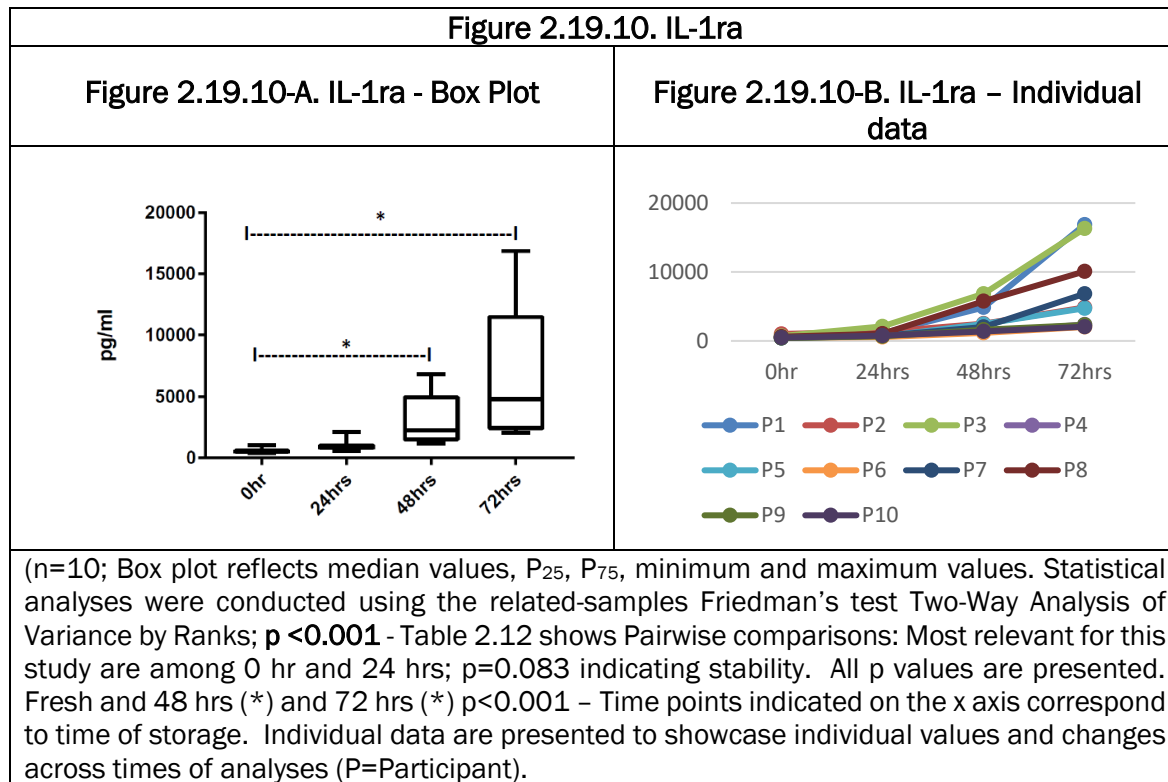 Figure 2.19.10. IL-1ra
Figure 2.19.10-A. IL-1ra - Box Plot
Figure 2.19.10-B. IL-1ra – Individual
data
20000
15000
10000
5000
0
pg/ml
*
*
0hr
24hrs
48hrs
72hrs
20000
10000
0
0hr 24hrs 48hrs 72hrs
P1 P2 P3 P4
P5 P6 P7 P8
P9 P10
(n=10; Box plot reflects median values, P25, P75, minimum and maximum values. Statistical
analyses were conducted using the related-samples Friedman’s test Two-Way Analysis of
Variance by Ranks; p <0.001 - Table 2.12 shows Pairwise comparisons: Most relevant for this
study are among 0 hr and 24 hrs; p=0.083 indicating stability. All p values are presented.
Fresh and 48 hrs (*) and 72 hrs (*) p<0.001 – Time points indicated on the x axis correspond
to time of storage. Individual data are presented to showcase individual values and changes
across times of analyses (P=Participant).